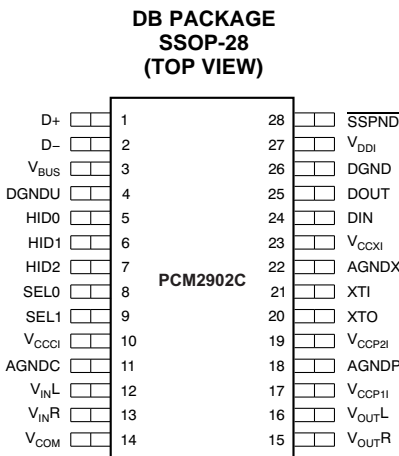 DB PACKAGE
SSOP-28
(TOP VIEW)
D+ 1 28 SSPND
D− 2 27 VDDI
VBUS 3 26 DGND
DGNDU 4 25 DOUT
HID0 5 24 DIN
HID1 6 23 VCCXI
HID2 7 22 AGNDX
PCM2902C
SEL0 8 21 XTI
SEL1 9 20 XTO
VCCCI 10 19 VCCP2I
AGNDC 11 18 AGNDP
VINL 12 17 VCCP1I
VINR 13 16 VOUTL
VCOM 14 15 VOUTR